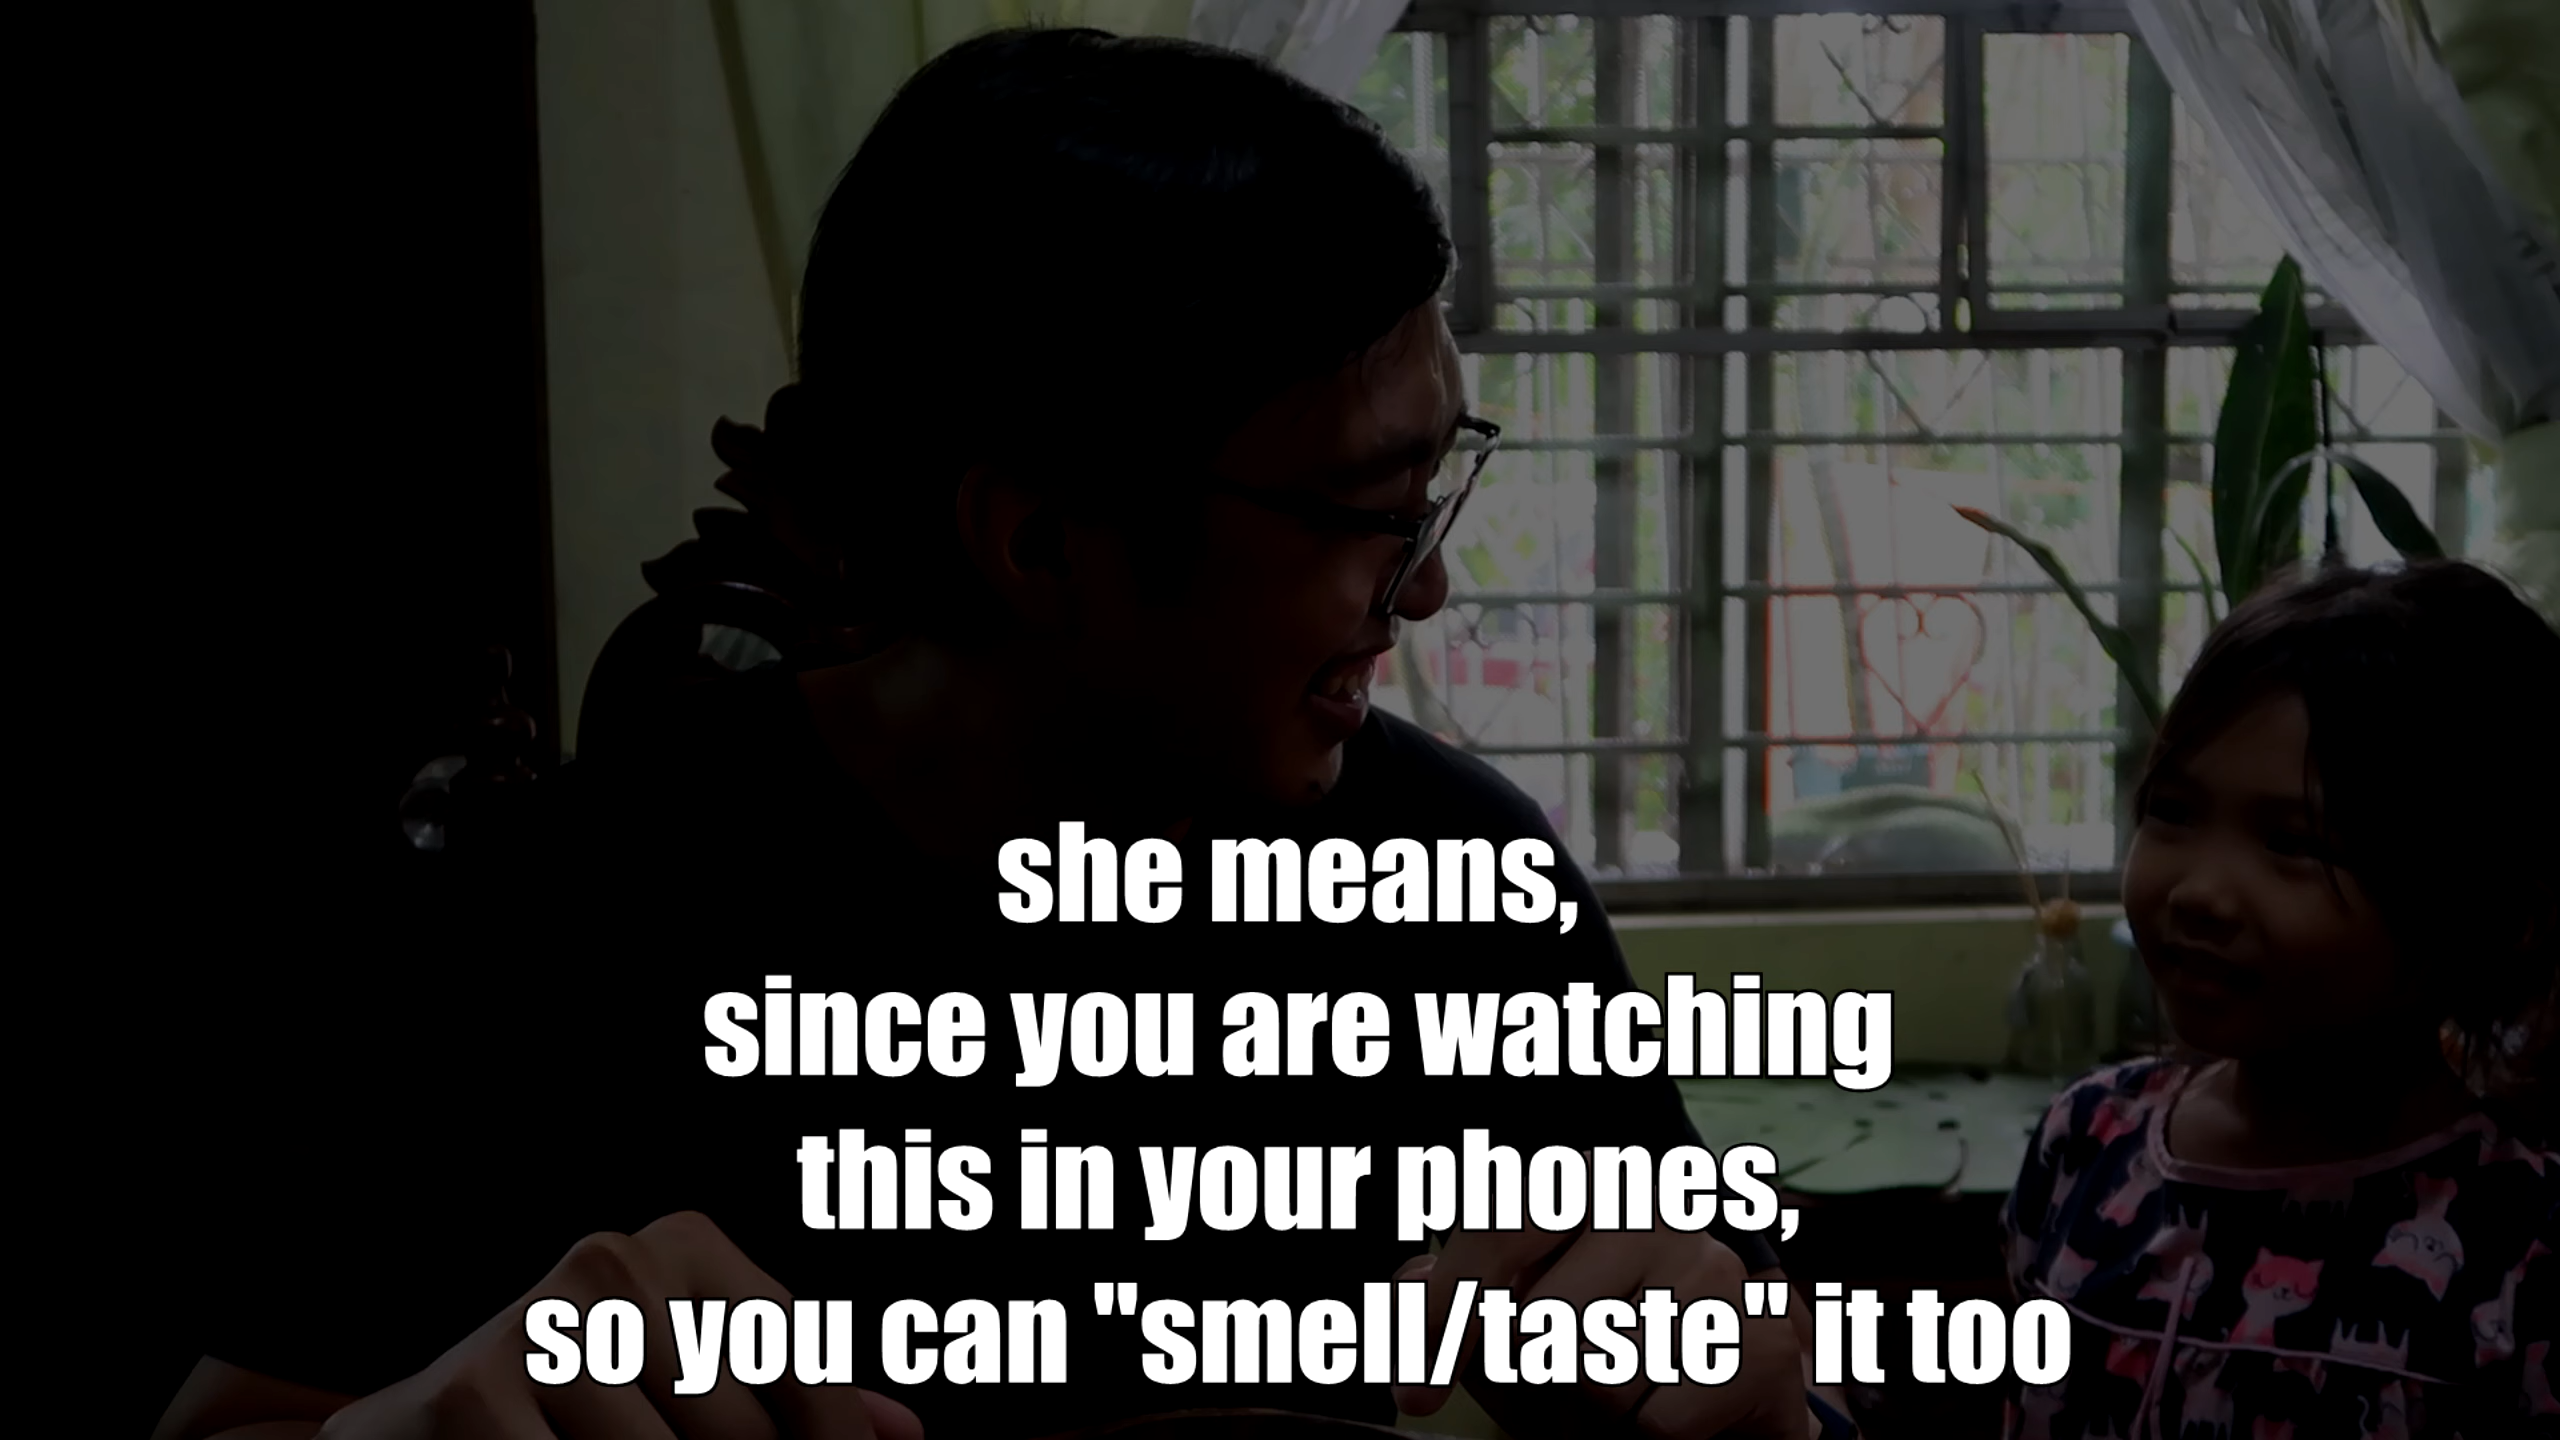 she means,
since you are watching
this in your phones,
so you can "smell/taste" it too